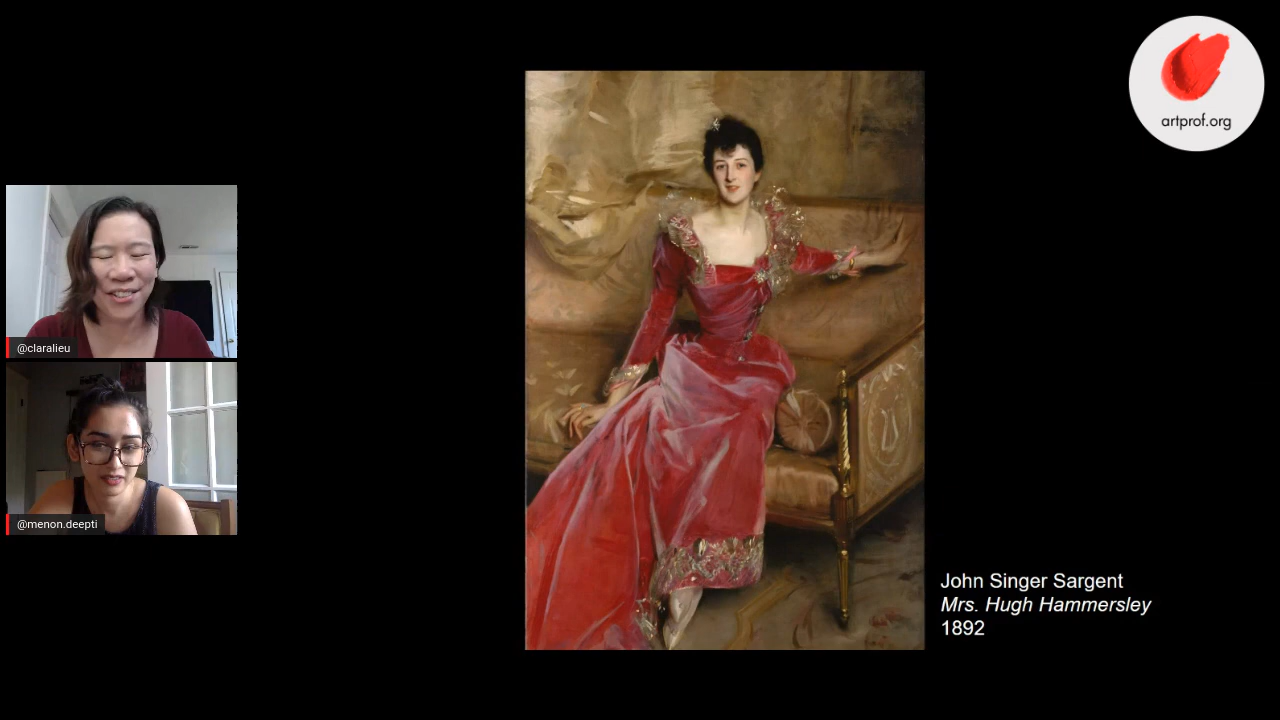 artprof.org
@claralieu
@menon.deepti
John Singer Sargent
Mrs. Hugh Hammersley
1892